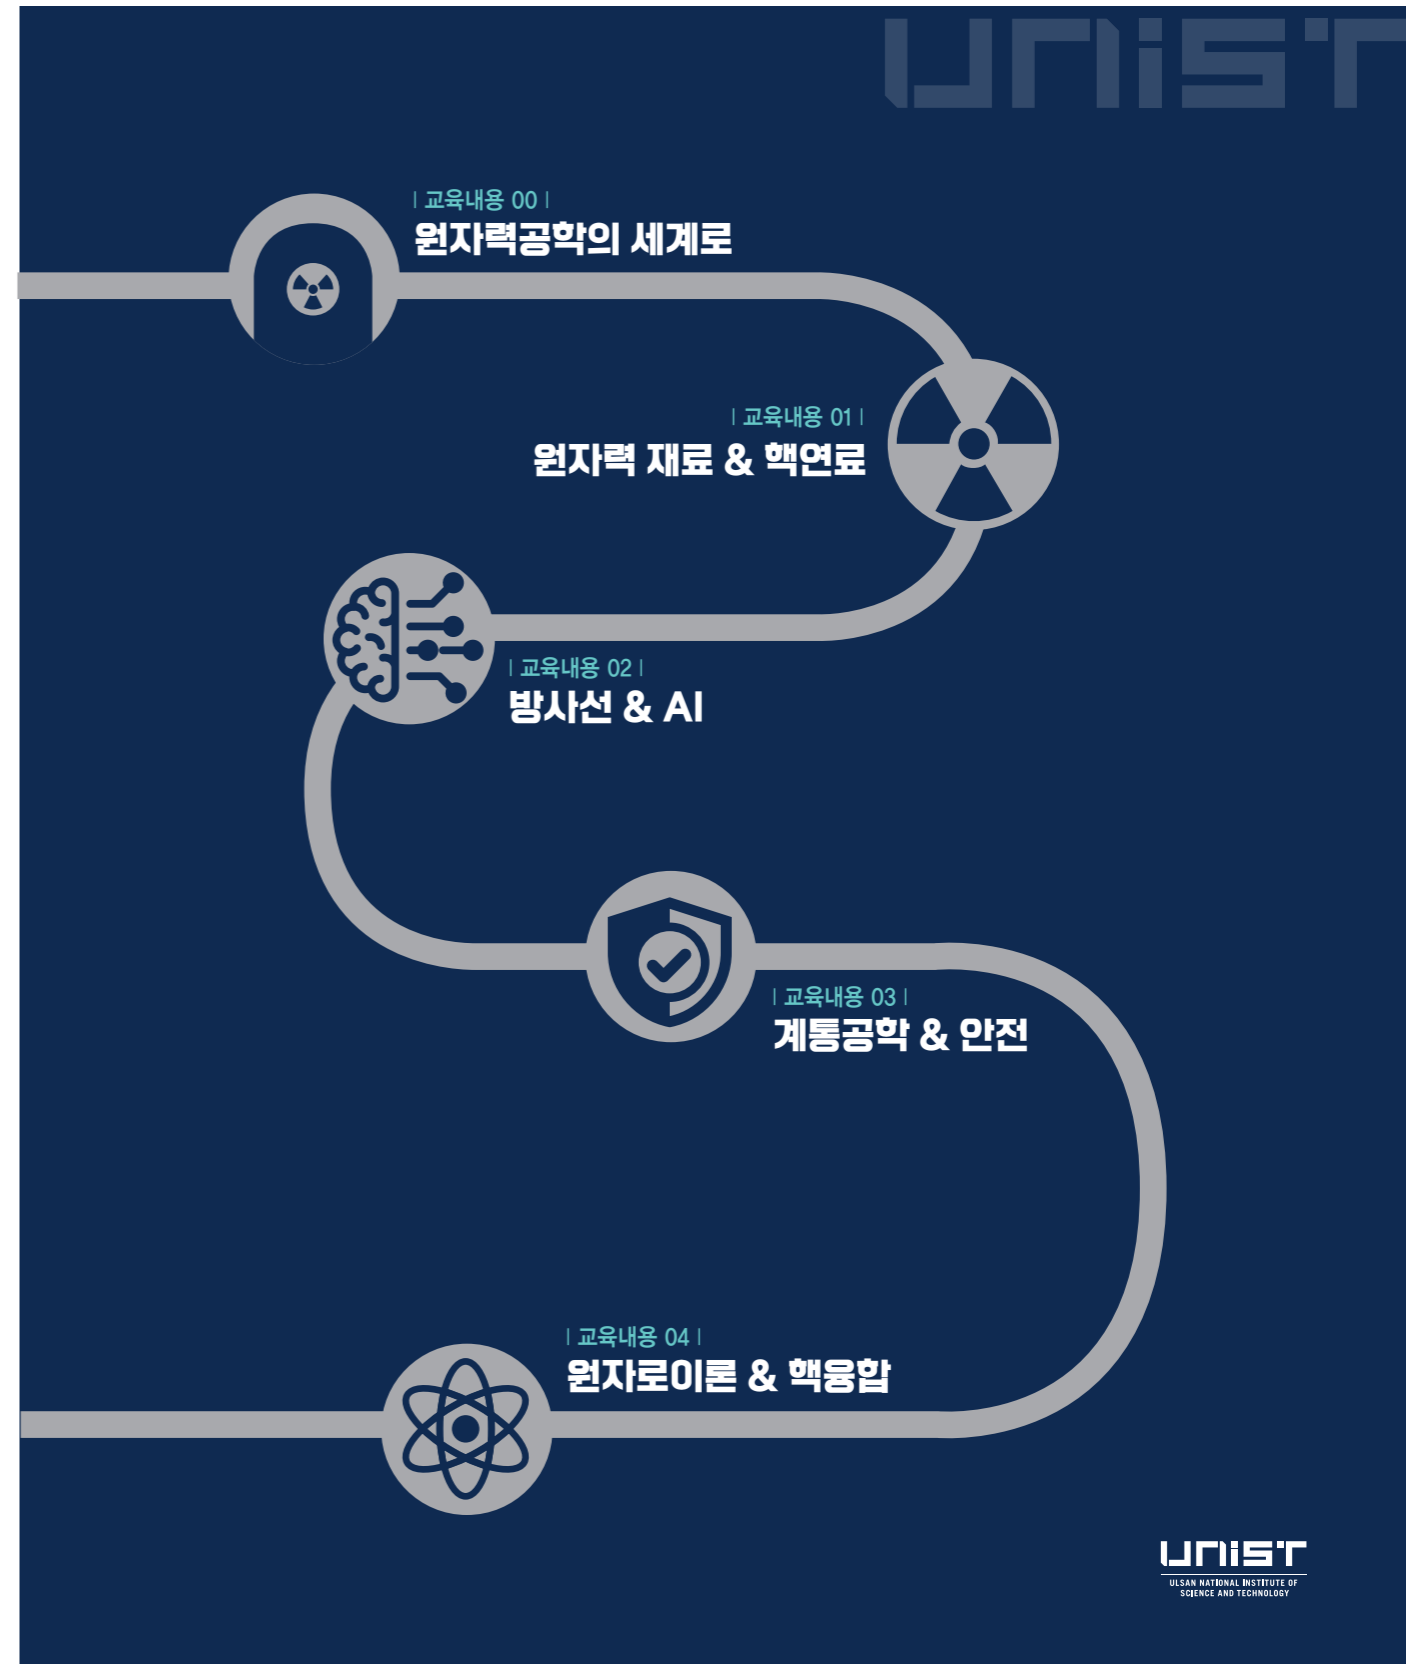 UNIST
| 교육내용 00 |
원자력공학의 세계로
| 교육내용 01 |
원자력 재료 & 핵연료
| 교육내용 02 |
방사선 & AI
| 교육내용 03 |
계통공학 & 안전
| 교육내용 04 |
원자로이론 & 핵융합
UNIST
ULSAN NATIONAL INSTITUTE OF
SCIENCE AND TECHNOLOGY